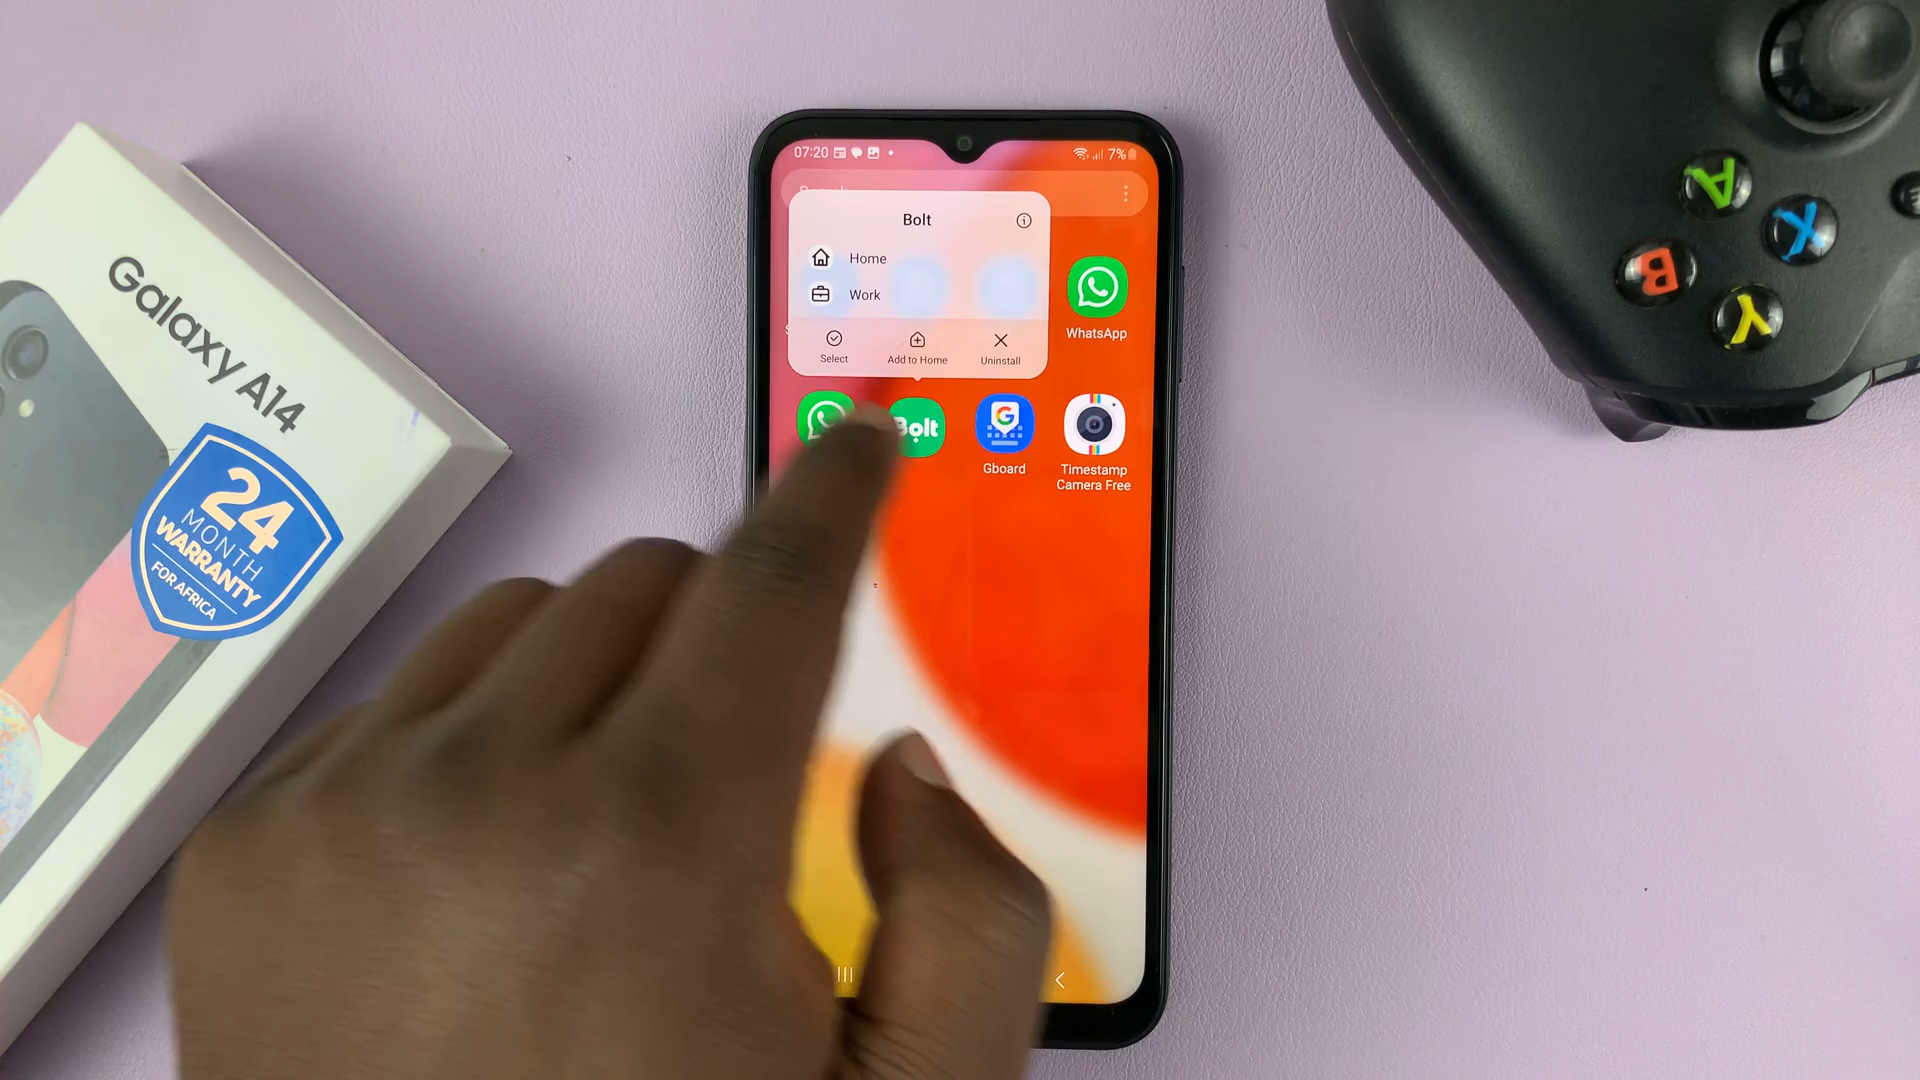 Galaxy A14
24
MONTH
WARRANTY
FOR AFRICA
07:20
7%
Bolt
Home
Work
Select
Add to Home
Uninstall
WhatsApp
Bolt
G
Gboard
Timestamp
Camera Free
A
X
B
Y